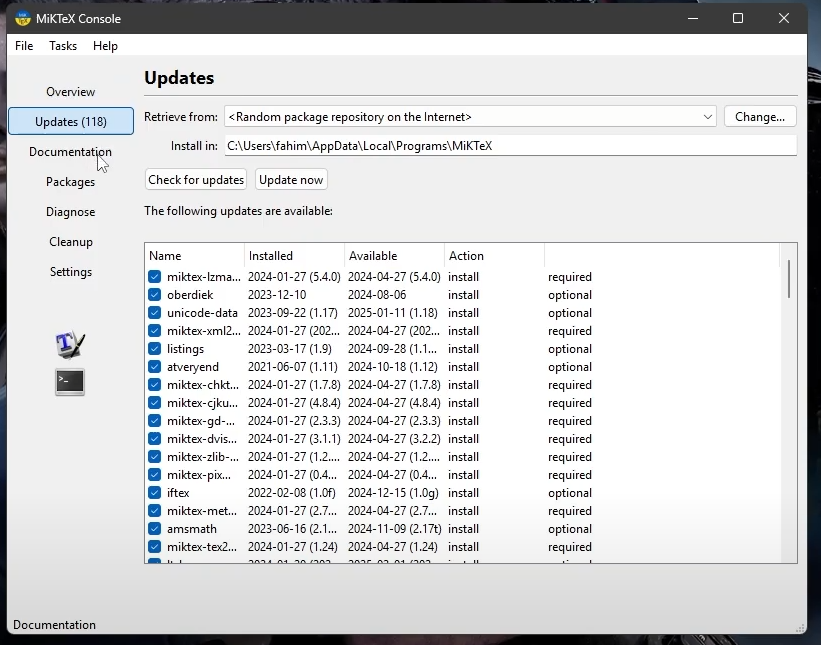 MiKTeX Console
File Tasks Help
Updates
Overview
Updates (118)
Documentation
Packages
Diagnose
Cleanup
Settings
Retrieve from: <Random package repository on the Internet> Change...
Install in: C:\Users\fahim\AppData\Local\Programs\MiKTeX
Check for updates Update now
The following updates are available:
Name Installed Available Action
miktex-lzma... 2024-01-27 (5.4.0) 2024-04-27 (5.4.0) install required
oberdiek 2023-12-10 2024-08-06 install optional
unicode-data 2023-09-22 (1.17) 2025-01-11 (1.18) install optional
miktex-xml2... 2024-01-27 (202... 2024-04-27 (202... install required
listings 2023-03-17 (1.9) 2024-09-28 (1.1... install optional
atveryend 2021-06-07 (1.11) 2024-10-18 (1.12) install optional
miktex-chkt... 2024-01-27 (1.7.8) 2024-04-27 (1.7.8) install required
miktex-cjku... 2024-01-27 (4.8.4) 2024-04-27 (4.8.4) install required
miktex-gd-... 2024-01-27 (2.3.3) 2024-04-27 (2.3.3) install required
miktex-dvis... 2024-01-27 (3.1.1) 2024-04-27 (3.2.2) install required
miktex-zlib-... 2024-01-27 (1.2.... 2024-04-27 (1.2.... install required
miktex-pix... 2024-01-27 (0.4... 2024-04-27 (0.4... install required
iftex 2022-02-08 (1.0f) 2024-12-15 (1.0g) install optional
miktex-met... 2024-01-27 (2.7... 2024-04-27 (2.7... install required
amsmath 2023-06-16 (2.1... 2024-11-09 (2.17t) install optional
miktex-tex2... 2024-01-27 (1.24) 2024-04-27 (1.24) install required
Documentation